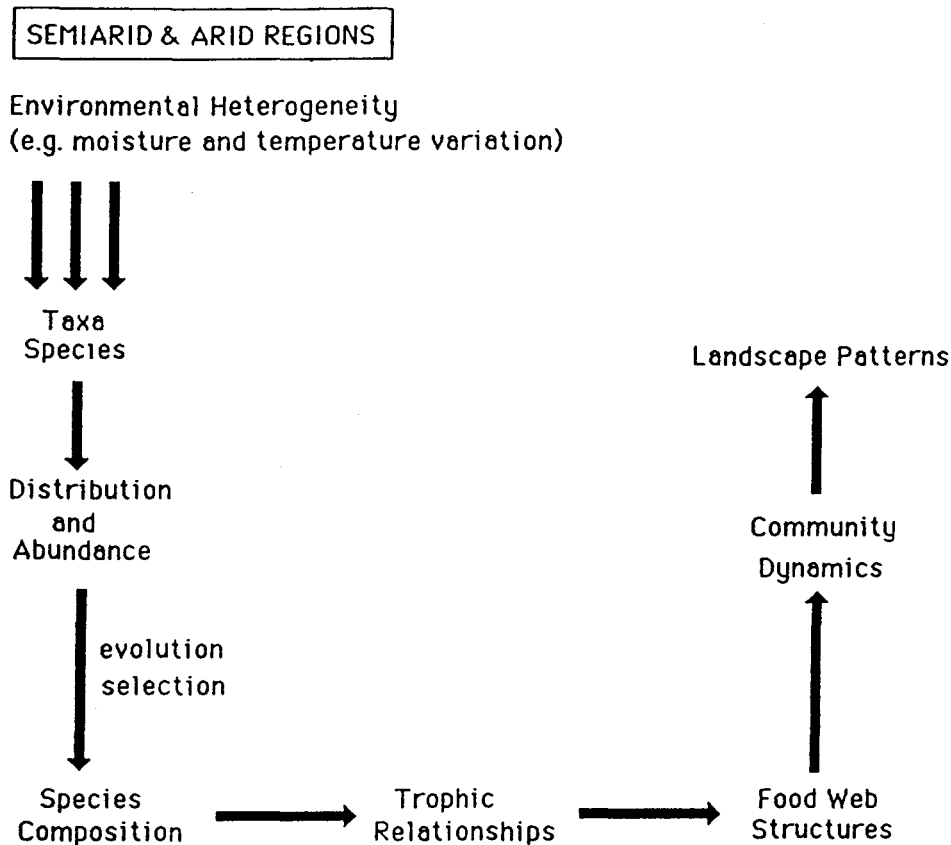 SEMIARID & ARID REGIONS
Environmental Heterogeneity
(e.g. moisture and temperature variation)
Taxa
Species
Distribution
and
Abundance
evolution
selection
Species
Composition
Trophic
Relationships
Food Web
Structures
Community
Dynamics
Landscape Patterns